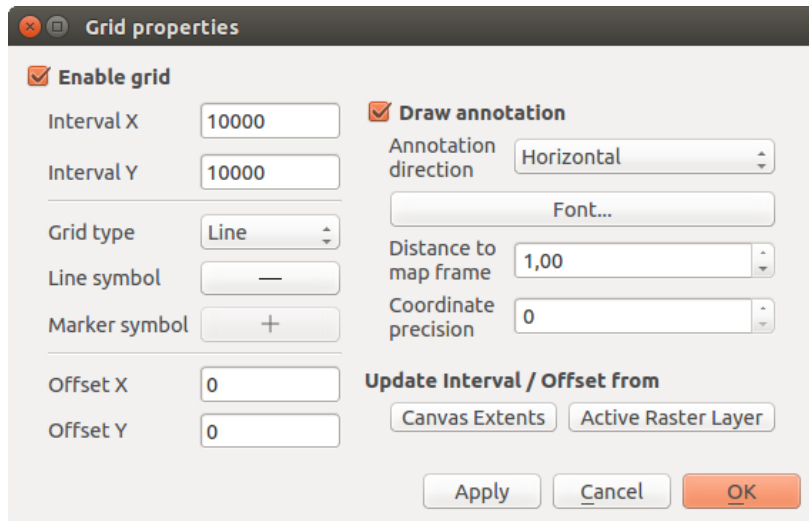 Grid properties
Enable grid
Interval X 10000
Interval Y 10000
Grid type Line
Line symbol —
Marker symbol +
Offset X 0
Offset Y 0
Draw annotation
Annotation
direction
Horizontal
Font...
Distance to
map frame
1,00
Coordinate
precision
0
Update Interval / Offset from
Canvas Extents Active Raster Layer
Apply Cancel OK